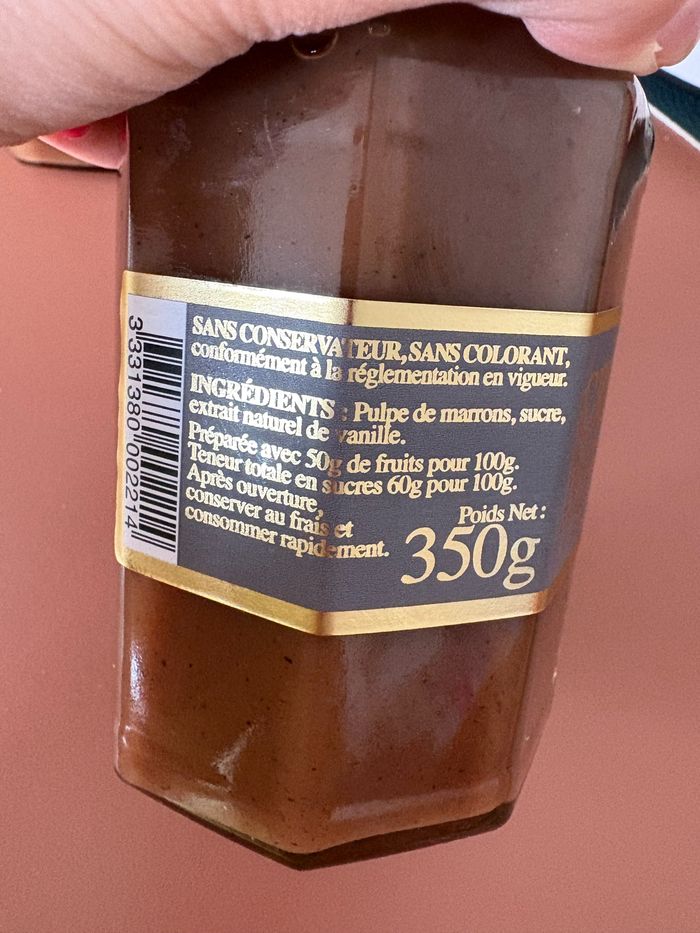 SANS CONSERVATEUR, SANS COLORANT,
conformément à la réglementation en vigueur.
INGRÉDIENTS : Pulpe de marrons, sucre,
extrait naturel de vanille.
Préparée avec 50g de fruits pour 100g.
Teneur totale en sucres 60g pour 100g.
Après ouverture,
conserver au frais et
consommer rapidement.
Poids Net :
350g
3 331380 002214